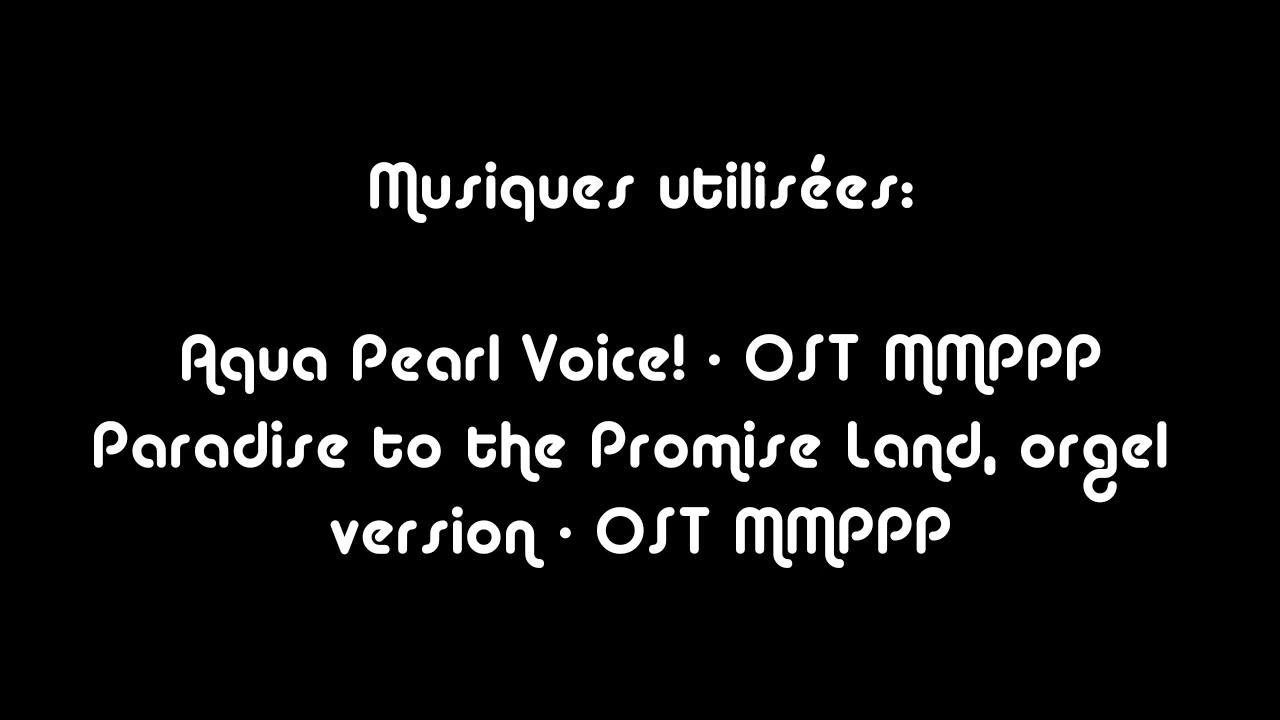 Musiques utilisées:
Aqua Pearl Voice! · OST MMPPP
Paradise to the Promise Land, orgel
version · OST MMPPP